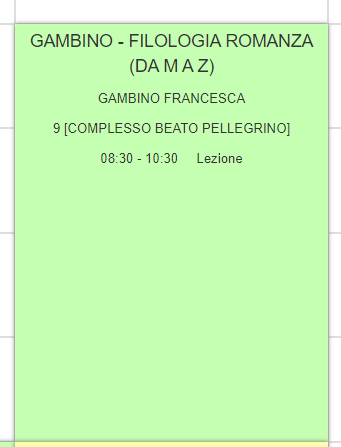 GAMBINO - FILOLOGIA ROMANZA
(DA M A Z)
GAMBINO FRANCESCA
9 [COMPLESSO BEATO PELLEGRINO]
08:30 - 10:30 Lezione